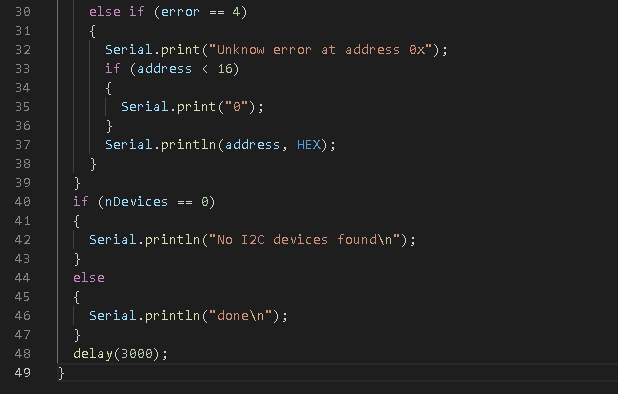 30 else if (error == 4)
31 {
32 Serial.print("Unknow error at address 0x");
33 if (address < 16)
34 {
35 Serial.print("0");
36 }
37 Serial.println(address, HEX);
38 }
39 }
40 if (nDevices == 0)
41 {
42 Serial.println("No I2C devices found\n");
43 }
44 else
45 {
46 Serial.println("done\n");
47 }
48 delay(3000);
49 }